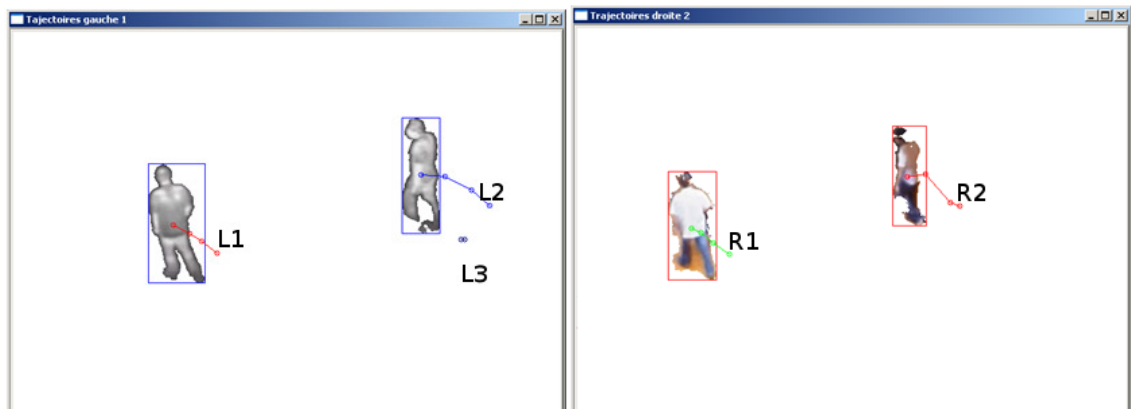 Tajectoires gauche 1
Trajectoires droite 2
L1
L2
L3
R1
R2